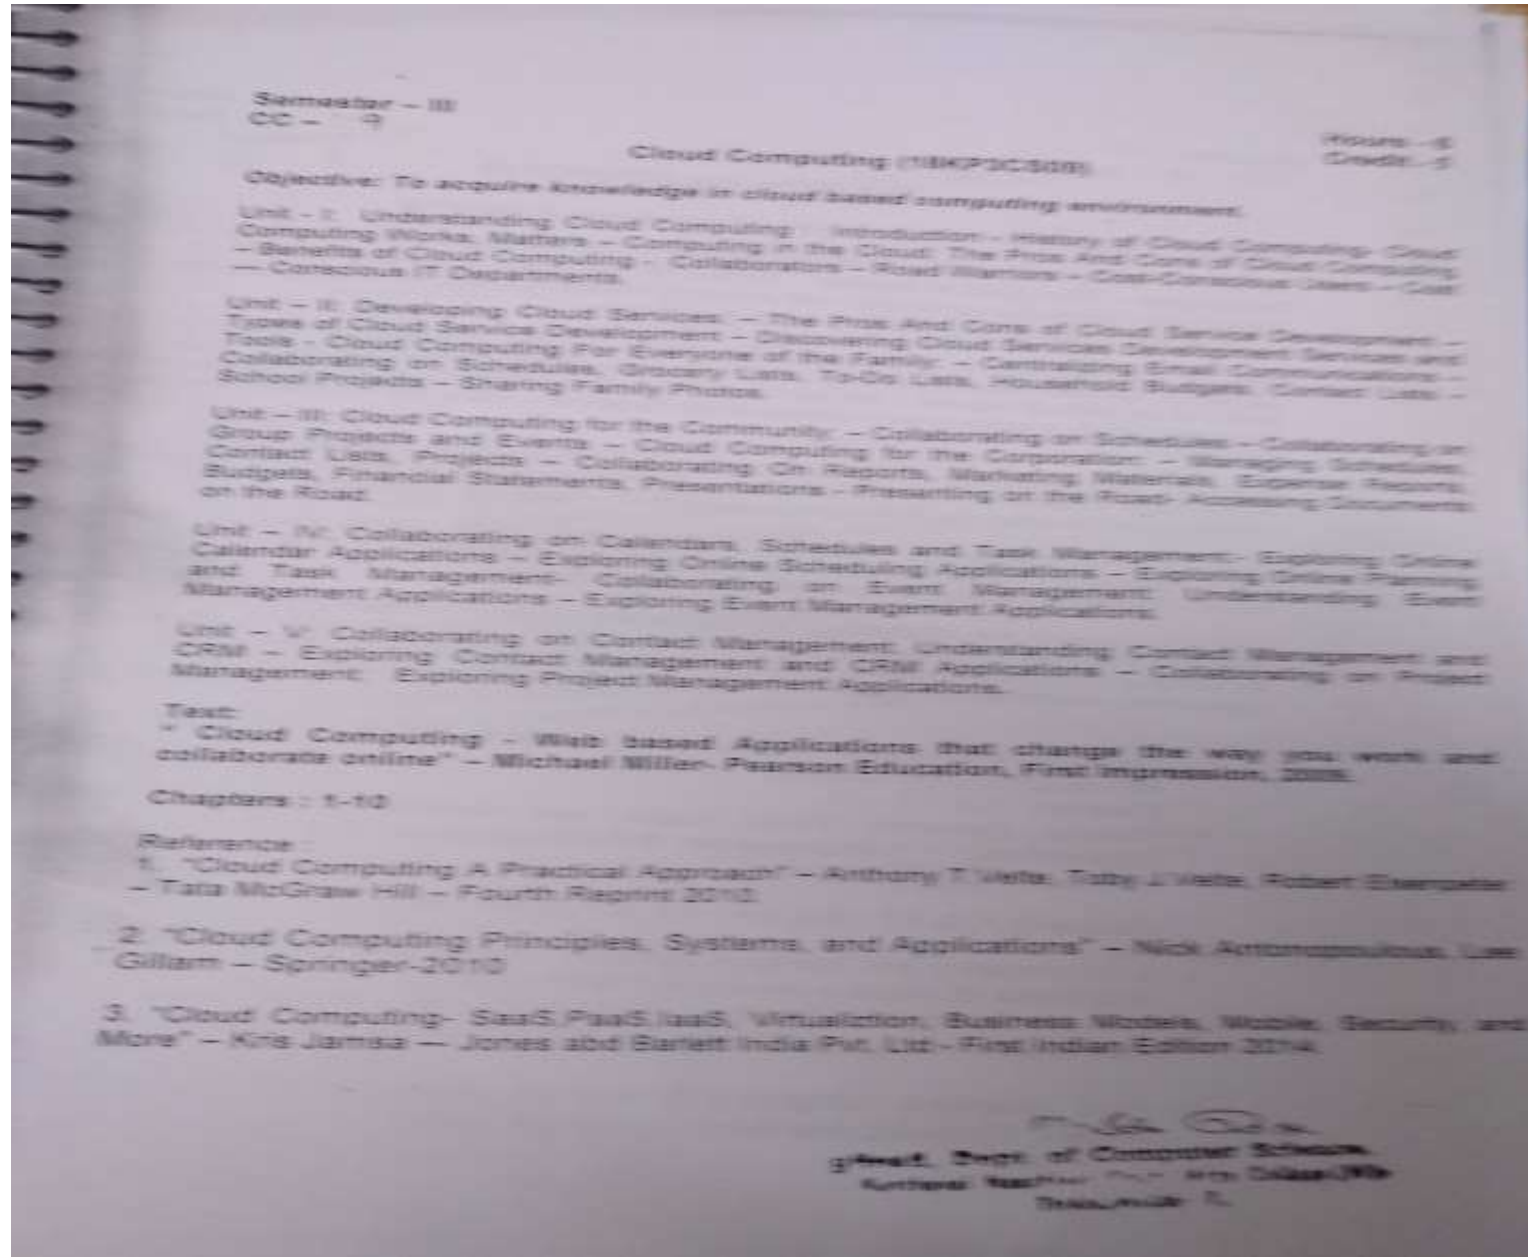 Semester – III
CC – 9
Hours - 5
Credit - 5
Cloud Computing (18KP3CS09)
Objective: To acquire knowledge in cloud based computing environment.
Unit - I: Understanding Cloud Computing: Introduction – History of Cloud Computing- Cloud
Computing Works, Matters – Computing in the Cloud: The Pros And Cons of Cloud Computing
– Benefits of Cloud Computing - Collaborators – Road Warriors – Cost-Conscious Users – Cost
— Conscious IT Departments.
Unit – II: Developing Cloud Services: – The Pros And Cons of Cloud Service Development –
Types of Cloud Service Development – Discovering Cloud Services Development Services and
Tools - Cloud Computing For Everyone of the Family: – Centralizing Email Communications –
Collaborating on Schedules, Grocery Lists, To-Do Lists, Household Budgets, Contact Lists –
School Projects – Sharing Family Photos.
Unit – III: Cloud Computing for the Community: – Collaborating on Schedules – Collaborating on
Group Projects and Events – Cloud Computing for the Corporation: – Managing Schedules,
Contact Lists, Projects – Collaborating On Reports, Marketing Materials, Expense Reports,
Budgets, Financial Statements, Presentations - Presenting on the Road- Accessing Documents
on the Road.
Unit – IV: Collaborating on Calendars, Schedules and Task Management:- Exploring Online
Calendar Applications – Exploring Online Scheduling Applications – Exploring Online Planning
and Task Management- Collaborating on Event Management: Understanding Event
Management Applications – Exploring Event Management Applications.
Unit – V: Collaborating on Contact Management: Understanding Contact Management and
CRM – Exploring Contact Management and CRM Applications – Collaborating on Project
Management: Exploring Project Management Applications.
Text:
" Cloud Computing - Web based Applications that change the way you work and
collaborate online" – Michael Miller- Pearson Education, First Impression,
Chapters : 1-10
Reference
1. "Cloud Computing A Practical Approach" – Anthony T.Velte, Toby J.Velte, Robert Elsenpeter
– Tata McGraw Hill – Fourth Reprint 2010.
2. "Cloud Computing Principles, Systems, and Applications" – Nick Antonopoulous, Lee
Gillam – Springer-2010
3. "Cloud Computing- SaaS,PaaS,IaaS, Virtualiction, Business Models, Mobile, Security, and
More" – Kris Jamsa — Jones abd Barlett India Pvt. Ltd - First Indian Edition 2014.
Dept. of Computer Science,